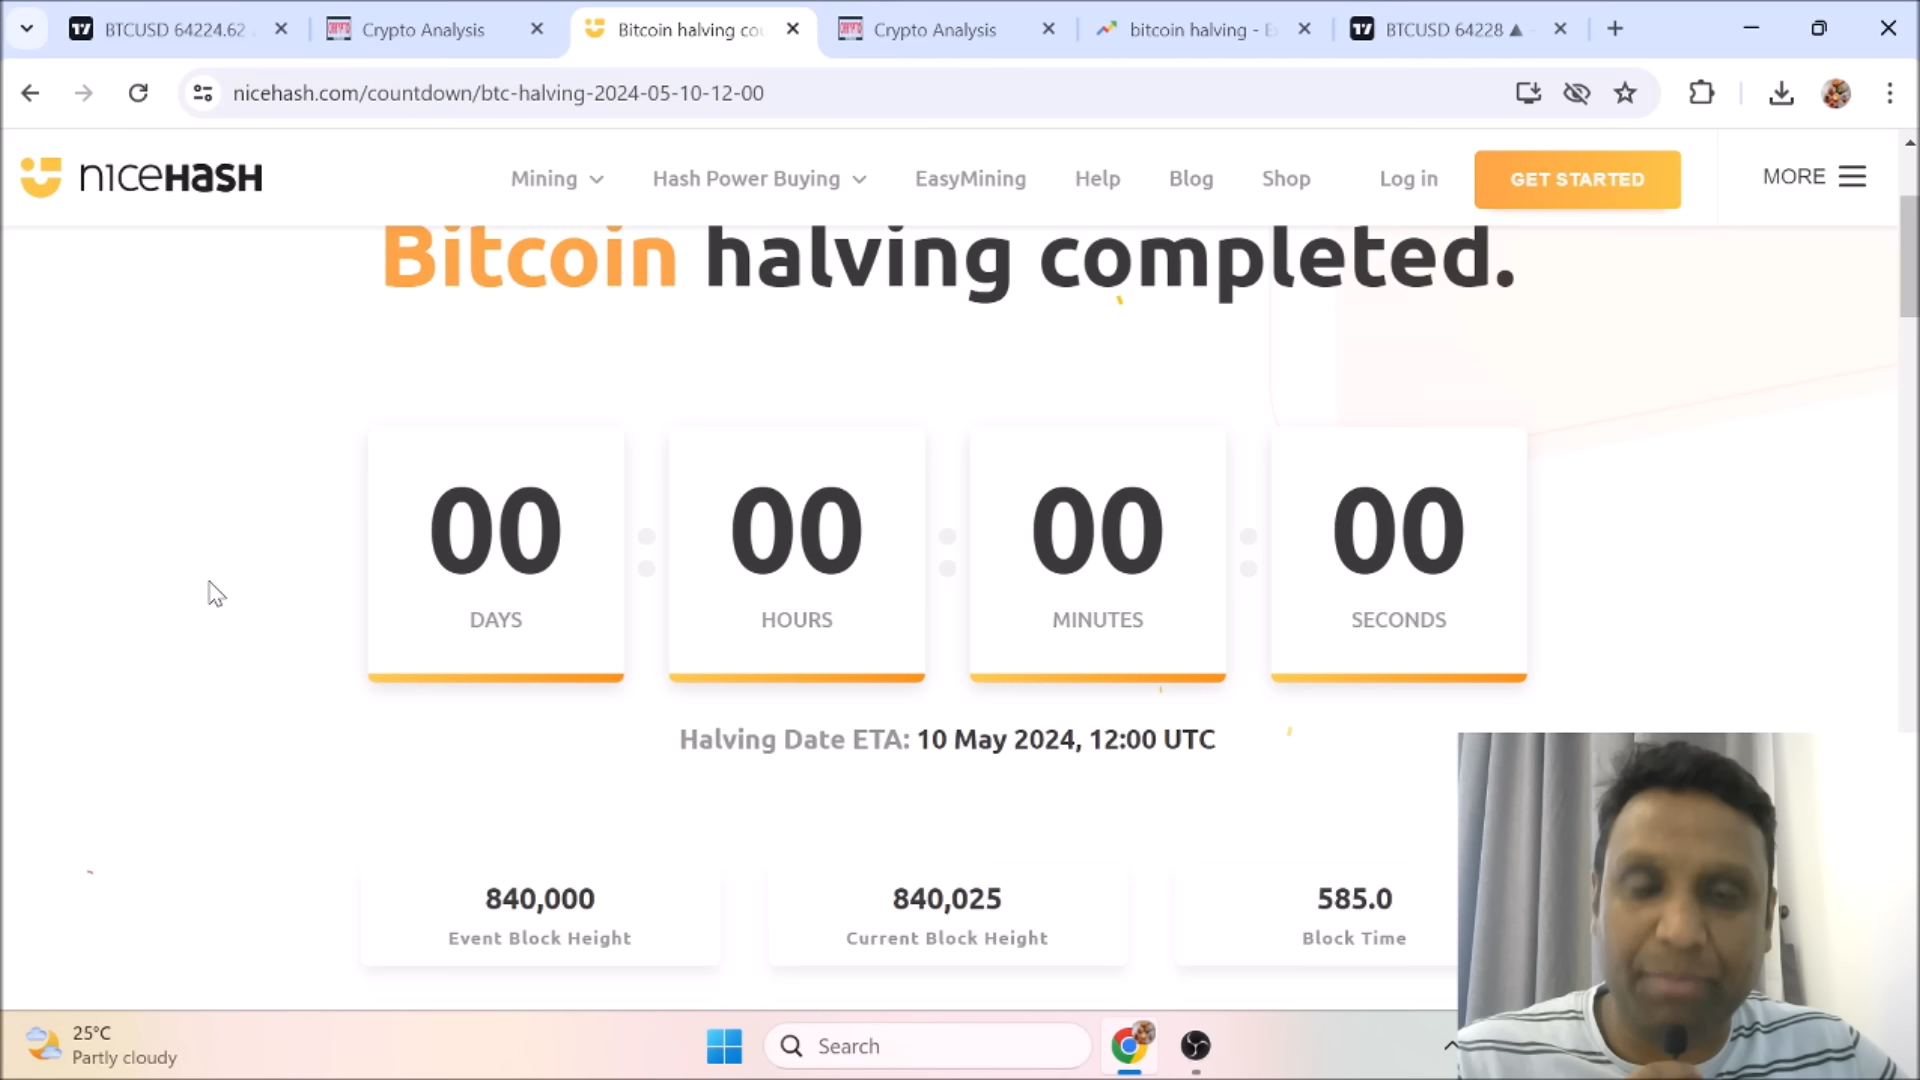 BTCUSD 64224.62
Crypto Analysis
Bitcoin halving cou
Crypto Analysis
bitcoin halving - E
BTCUSD 64228 ▲
nicehash.com/countdown/btc-halving-2024-05-10-12-00
niceHASH
Mining
Hash Power Buying
EasyMining
Help
Blog
Shop
Log in
GET STARTED
MORE
Bitcoin halving completed.
00 : 00 : 00 : 00
DAYS HOURS MINUTES SECONDS
Halving Date ETA: 10 May 2024, 12:00 UTC
840,000 840,025 585.0
Event Block Height Current Block Height Block Time
25°C
Partly cloudy
Search